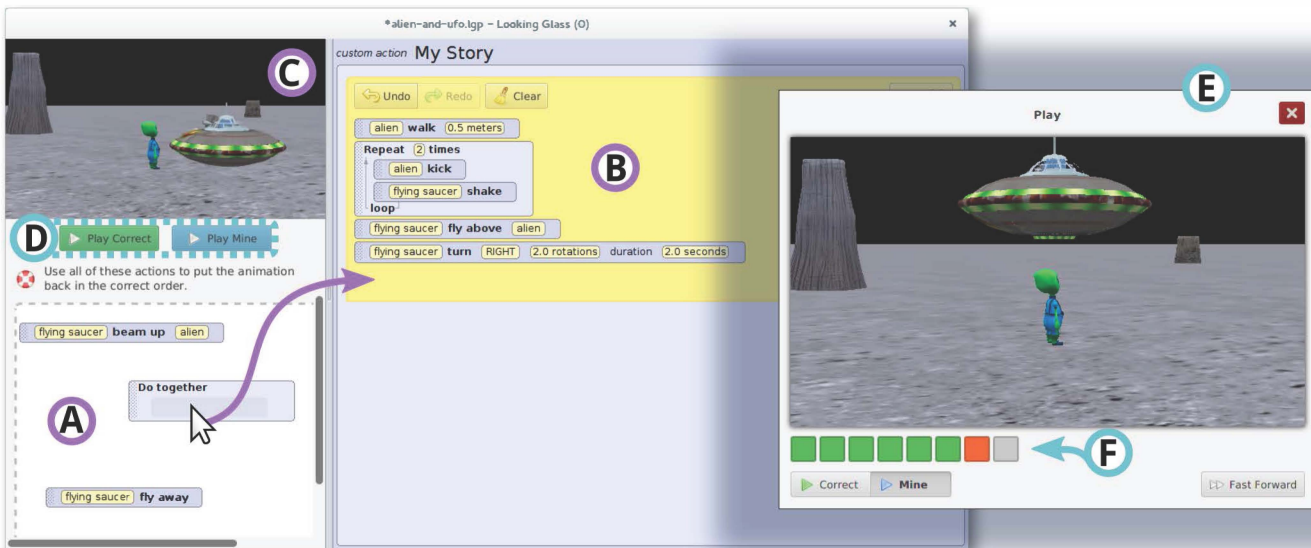 *alien-and-ufo.lgp – Looking Glass (O)
×
custom action My Story
C
Undo
Redo
Clear
alien walk 0.5 meters
Repeat 2 times
alien kick
flying saucer shake
loop
flying saucer fly above alien
flying saucer turn RIGHT 2.0 rotations duration 2.0 seconds
B
D
Play Correct
Play Mine
Use all of these actions to put the animation
back in the correct order.
flying saucer beam up alien
Do together
A
flying saucer fly away
E
Play
×
F
Correct
Mine
Fast Forward